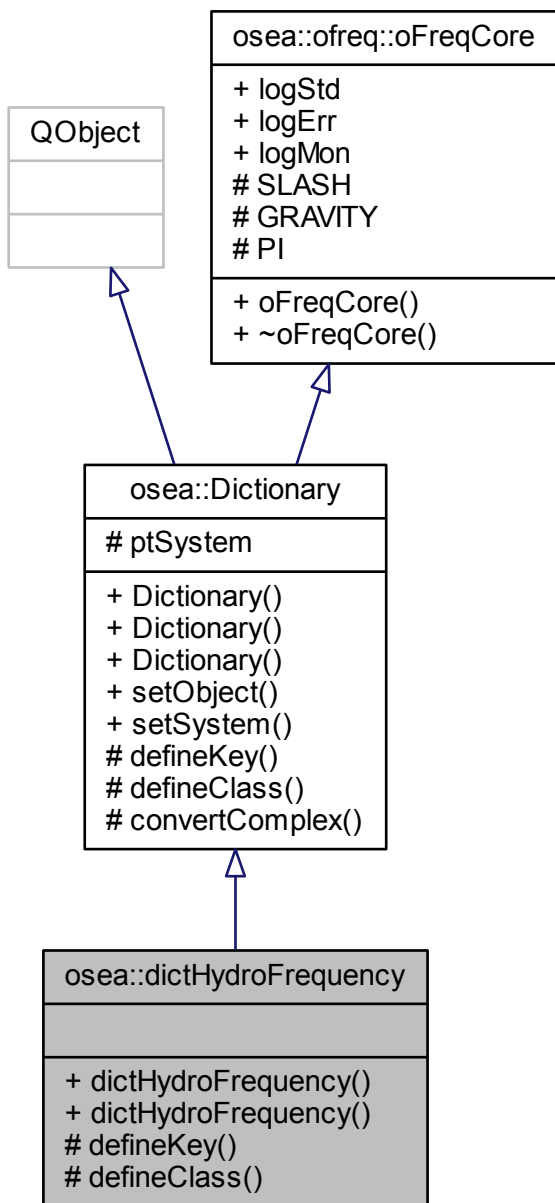 osea::ofreq::oFreqCore
+ logStd
+ logErr
+ logMon
# SLASH
# GRAVITY
# PI
+ oFreqCore()
+ ~oFreqCore()
QObject
osea::Dictionary
# ptSystem
+ Dictionary()
+ Dictionary()
+ Dictionary()
+ setObject()
+ setSystem()
# defineKey()
# defineClass()
# convertComplex()
osea::dictHydroFrequency
+ dictHydroFrequency()
+ dictHydroFrequency()
# defineKey()
# defineClass()